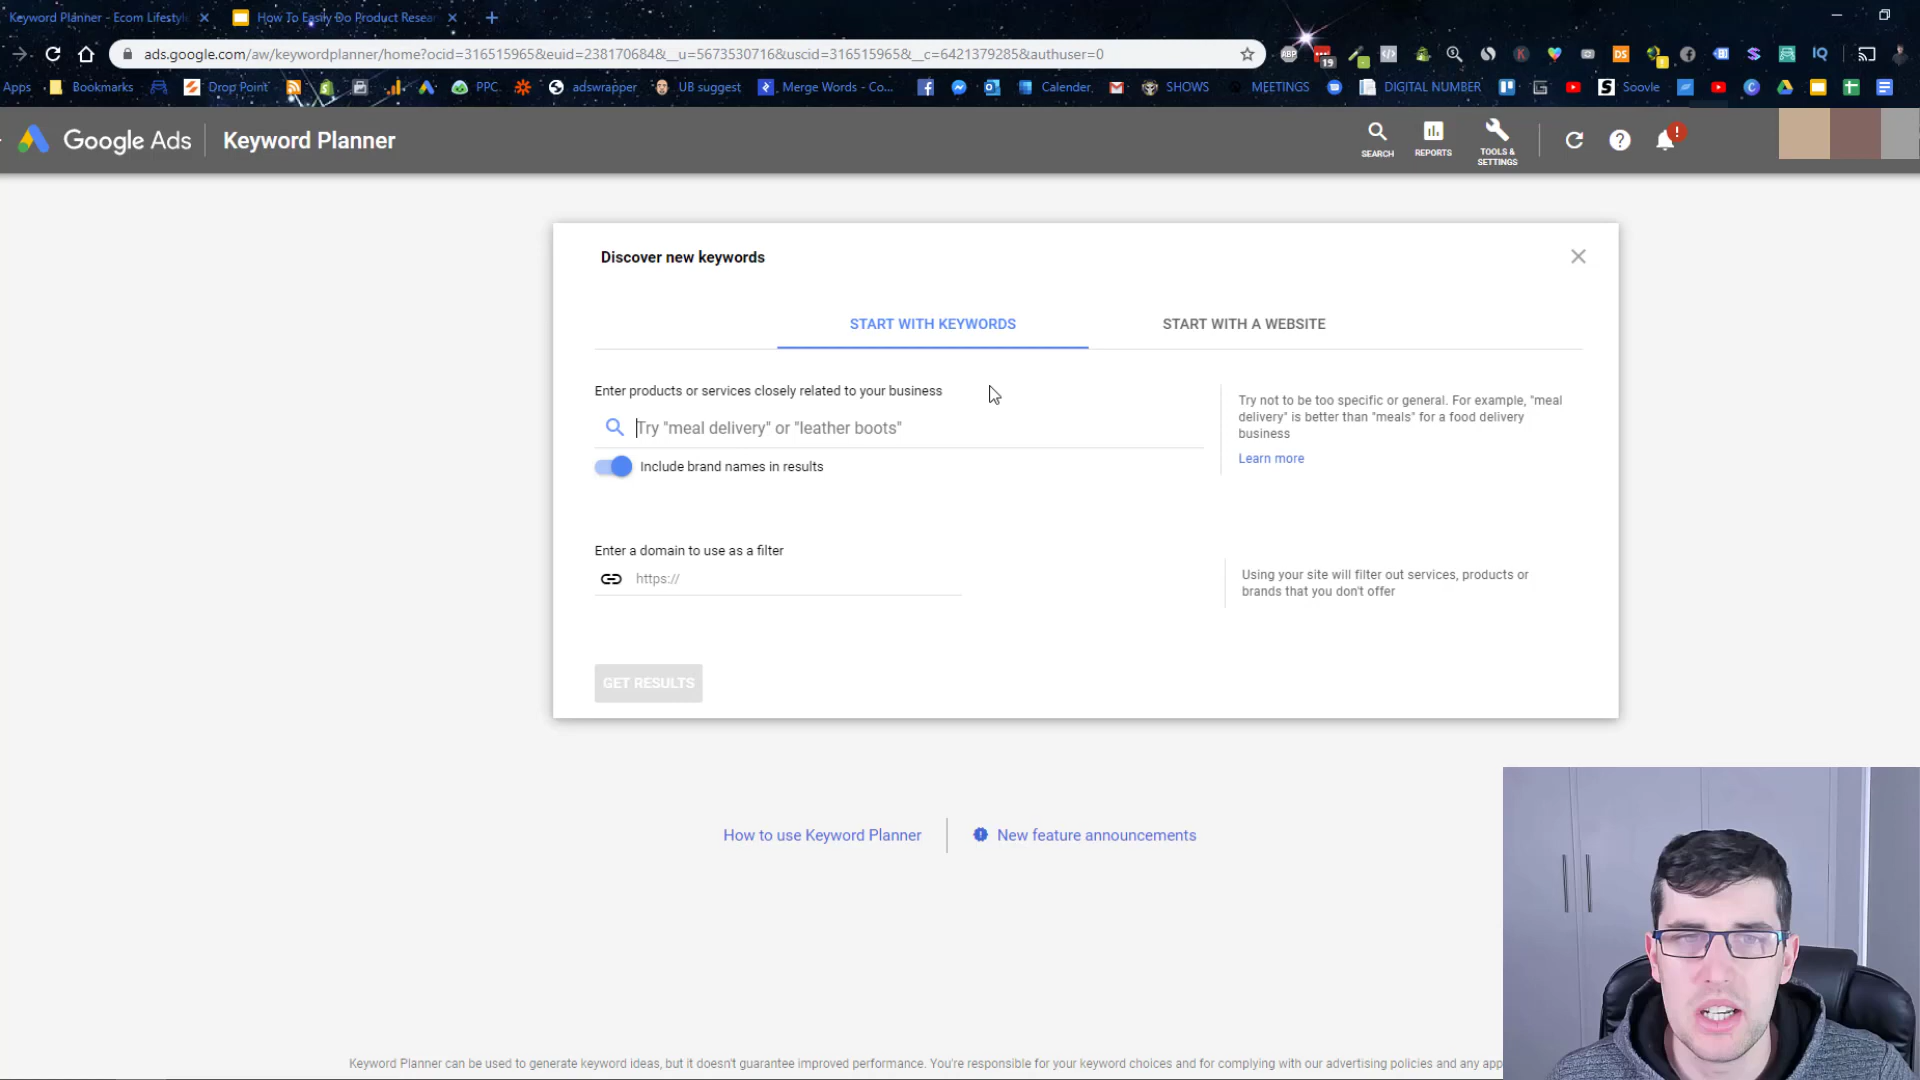 Keyword Planner - Ecom Lifestyle
How To Easily Do Product Resear
ads.google.com/aw/keywordplanner/home?ocid=316515965&euid=238170684&__u=5673530716&uscid=316515965&__c=6421379285&authuser=0
ABP
19
DS
IQ
Apps
Bookmarks
Drop Point
PPC
adswrapper
UB suggest
Merge Words - Co...
Calender
SHOWS
MEETINGS
DIGITAL NUMBER
Soovle
Google Ads
Keyword Planner
SEARCH
REPORTS
TOOLS &
SETTINGS
Discover new keywords
START WITH KEYWORDS
START WITH A WEBSITE
Enter products or services closely related to your business
Try "meal delivery" or "leather boots"
Include brand names in results
Try not to be too specific or general. For example, "meal
delivery" is better than "meals" for a food delivery
business
Learn more
Enter a domain to use as a filter
https://
Using your site will filter out services, products or
brands that you don't offer
GET RESULTS
How to use Keyword Planner
New feature announcements
Keyword Planner can be used to generate keyword ideas, but it doesn't guarantee improved performance. You're responsible for your keyword choices and for complying with our advertising policies and any app